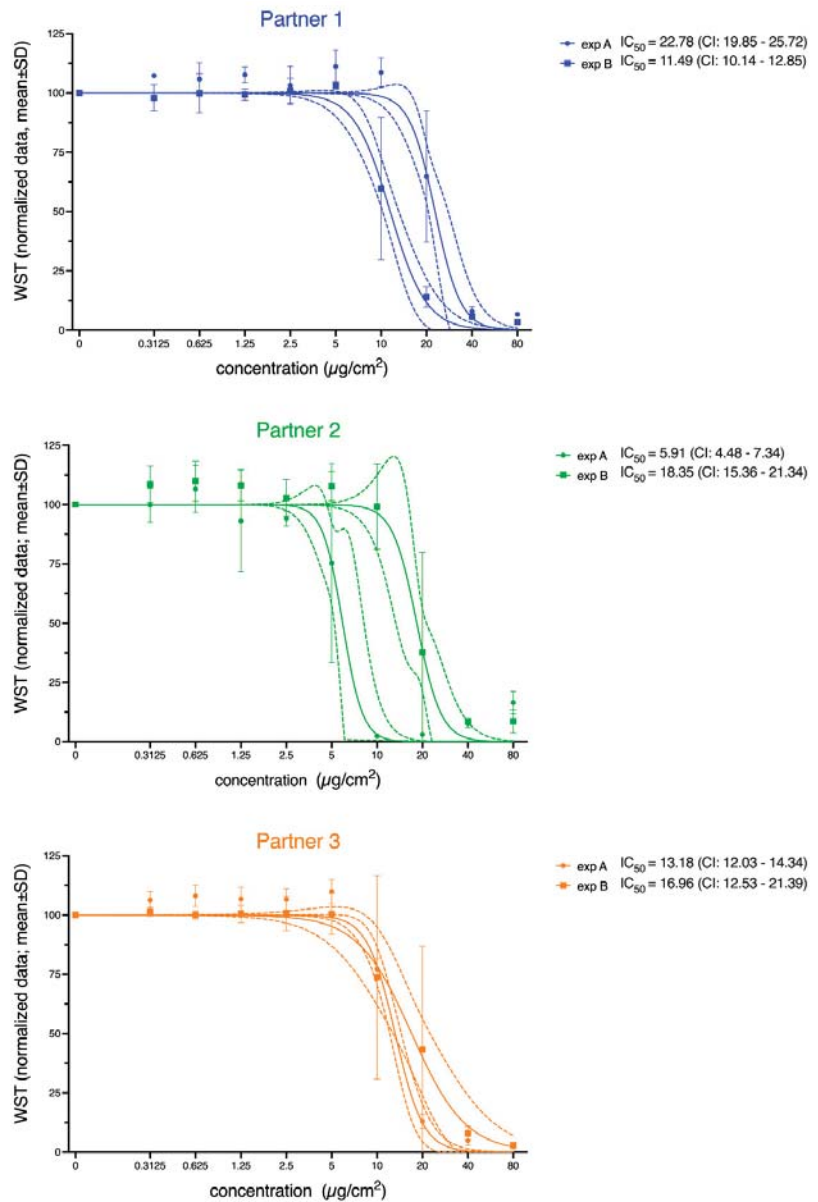 Partner 1
WST (normalized data, mean±SD)
125
100
75
50
25
0
0 0.3125 0.625 1.25 2.5 5 10 20 40 80
concentration (µg/cm²)
exp A IC50 = 22.78 (CI: 19.85 - 25.72)
exp B IC50 = 11.49 (CI: 10.14 - 12.85)
Partner 2
WST (normalized data; mean±SD)
125
100
75
50
25
0
0 0.3125 0.625 1.25 2.5 5 10 20 40 80
concentration (µg/cm²)
exp A IC50 = 5.91 (CI: 4.48 - 7.34)
exp B IC50 = 18.35 (CI: 15.36 - 21.34)
Partner 3
WST (normalized data; mean±SD)
125
100
75
50
25
0
0 0.3125 0.625 1.25 2.5 5 10 20 40 80
concentration (µg/cm²)
exp A IC50 = 13.18 (CI: 12.03 - 14.34)
exp B IC50 = 16.96 (CI: 12.53 - 21.39)